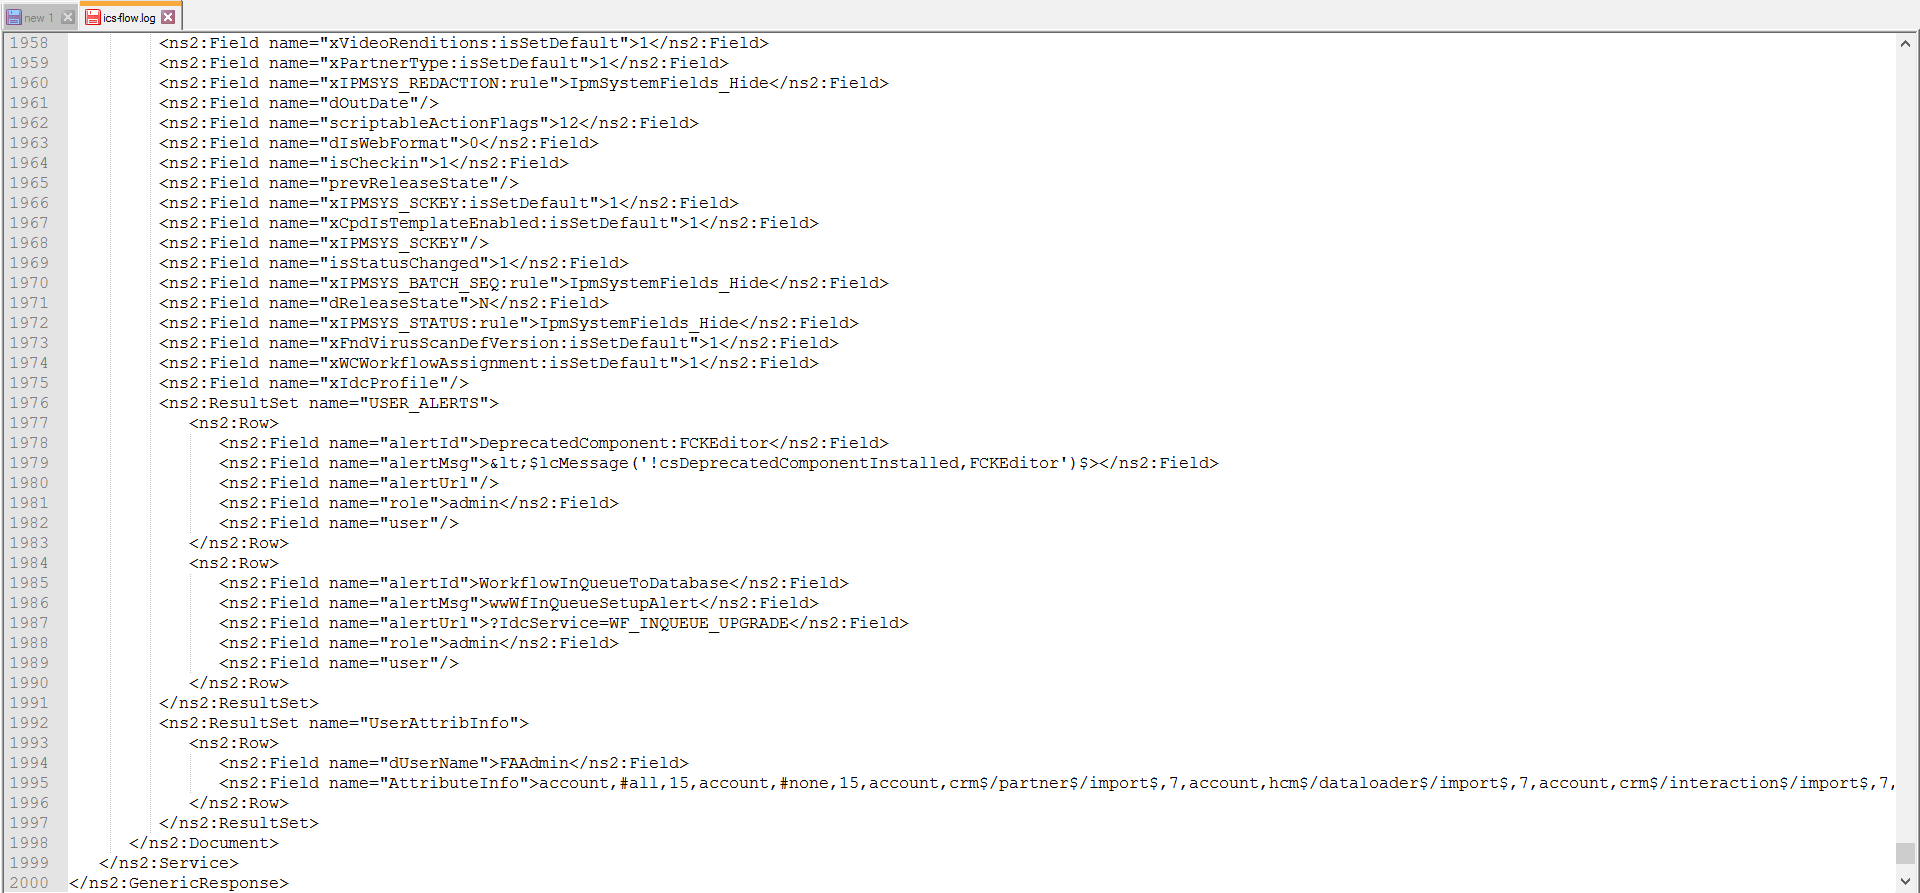 new 1
ics-flow.log
1958 <ns2:Field name="xVideoRenditions:isSetDefault">1</ns2:Field>
1959 <ns2:Field name="xPartnerType:isSetDefault">1</ns2:Field>
1960 <ns2:Field name="xIPMSYS_REDACTION:rule">IpmSystemFields_Hide</ns2:Field>
1961 <ns2:Field name="dOutDate"/>
1962 <ns2:Field name="scriptableActionFlags">12</ns2:Field>
1963 <ns2:Field name="dIsWebFormat">0</ns2:Field>
1964 <ns2:Field name="isCheckin">1</ns2:Field>
1965 <ns2:Field name="prevReleaseState"/>
1966 <ns2:Field name="xIPMSYS_SCKEY:isSetDefault">1</ns2:Field>
1967 <ns2:Field name="xCpdIsTemplateEnabled:isSetDefault">1</ns2:Field>
1968 <ns2:Field name="xIPMSYS_SCKEY"/>
1969 <ns2:Field name="isStatusChanged">1</ns2:Field>
1970 <ns2:Field name="xIPMSYS_BATCH_SEQ:rule">IpmSystemFields_Hide</ns2:Field>
1971 <ns2:Field name="dReleaseState">N</ns2:Field>
1972 <ns2:Field name="xIPMSYS_STATUS:rule">IpmSystemFields_Hide</ns2:Field>
1973 <ns2:Field name="xFndVirusScanDefVersion:isSetDefault">1</ns2:Field>
1974 <ns2:Field name="xWCWorkflowAssignment:isSetDefault">1</ns2:Field>
1975 <ns2:Field name="xIdcProfile"/>
1976 <ns2:ResultSet name="USER_ALERTS">
1977 <ns2:Row>
1978 <ns2:Field name="alertId">DeprecatedComponent:FCKEditor</ns2:Field>
1979 <ns2:Field name="alertMsg">&lt;$lcMessage('!csDeprecatedComponentInstalled,FCKEditor')$></ns2:Field>
1980 <ns2:Field name="alertUrl"/>
1981 <ns2:Field name="role">admin</ns2:Field>
1982 <ns2:Field name="user"/>
1983 </ns2:Row>
1984 <ns2:Row>
1985 <ns2:Field name="alertId">WorkflowInQueueToDatabase</ns2:Field>
1986 <ns2:Field name="alertMsg">wwWfInQueueSetupAlert</ns2:Field>
1987 <ns2:Field name="alertUrl">?IdcService=WF_INQUEUE_UPGRADE</ns2:Field>
1988 <ns2:Field name="role">admin</ns2:Field>
1989 <ns2:Field name="user"/>
1990 </ns2:Row>
1991 </ns2:ResultSet>
1992 <ns2:ResultSet name="UserAttribInfo">
1993 <ns2:Row>
1994 <ns2:Field name="dUserName">FAAdmin</ns2:Field>
1995 <ns2:Field name="AttributeInfo">account,#all,15,account,#none,15,account,crm$/partner$/import$,7,account,hcm$/dataloader$/import$,7,account,crm$/interaction$/import$,7,
1996 </ns2:Row>
1997 </ns2:ResultSet>
1998 </ns2:Document>
1999 </ns2:Service>
2000 </ns2:GenericResponse>